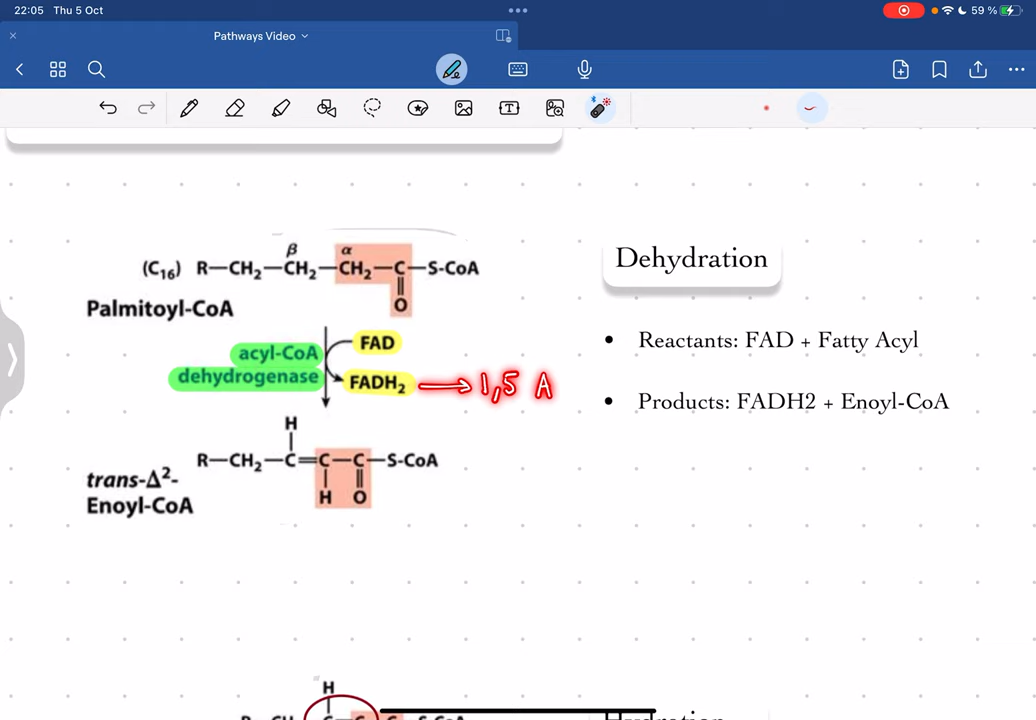 22:05 Thu 5 Oct
59 %
Pathways Video
β α
(C16) R—CH2—CH2—CH2—C—S-CoA
O
Palmitoyl-CoA
acyl-CoA
dehydrogenase
FAD
FADH2 → 1,5 A
H
R—CH2—C=C—C—S-CoA
H O
trans-Δ2-
Enoyl-CoA
Dehydration
• Reactants: FAD + Fatty Acyl
• Products: FADH2 + Enoyl-CoA
H
Hydration